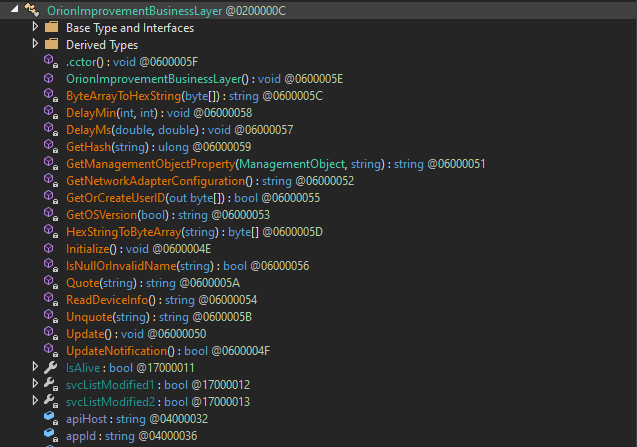 OrionImprovementBusinessLayer @0200000C
Base Type and Interfaces
Derived Types
.cctor() : void @0600005F
OrionImprovementBusinessLayer() : void @0600005E
ByteArrayToHexString(byte[]) : string @0600005C
DelayMin(int, int) : void @06000058
DelayMs(double, double) : void @06000057
GetHash(string) : ulong @06000059
GetManagementObjectProperty(ManagementObject, string) : string @06000051
GetNetworkAdapterConfiguration() : string @06000052
GetOrCreateUserID(out byte[]) : bool @06000055
GetOSVersion(bool) : string @06000053
HexStringToByteArray(string) : byte[] @0600005D
Initialize() : void @0600004E
IsNullOrInvalidName(string) : bool @06000056
Quote(string) : string @0600005A
ReadDeviceInfo() : string @06000054
Unquote(string) : string @0600005B
Update() : void @06000050
UpdateNotification() : bool @0600004F
IsAlive : bool @17000011
svcListModified1 : bool @17000012
svcListModified2 : bool @17000013
apiHost : string @04000032
appId : string @04000036